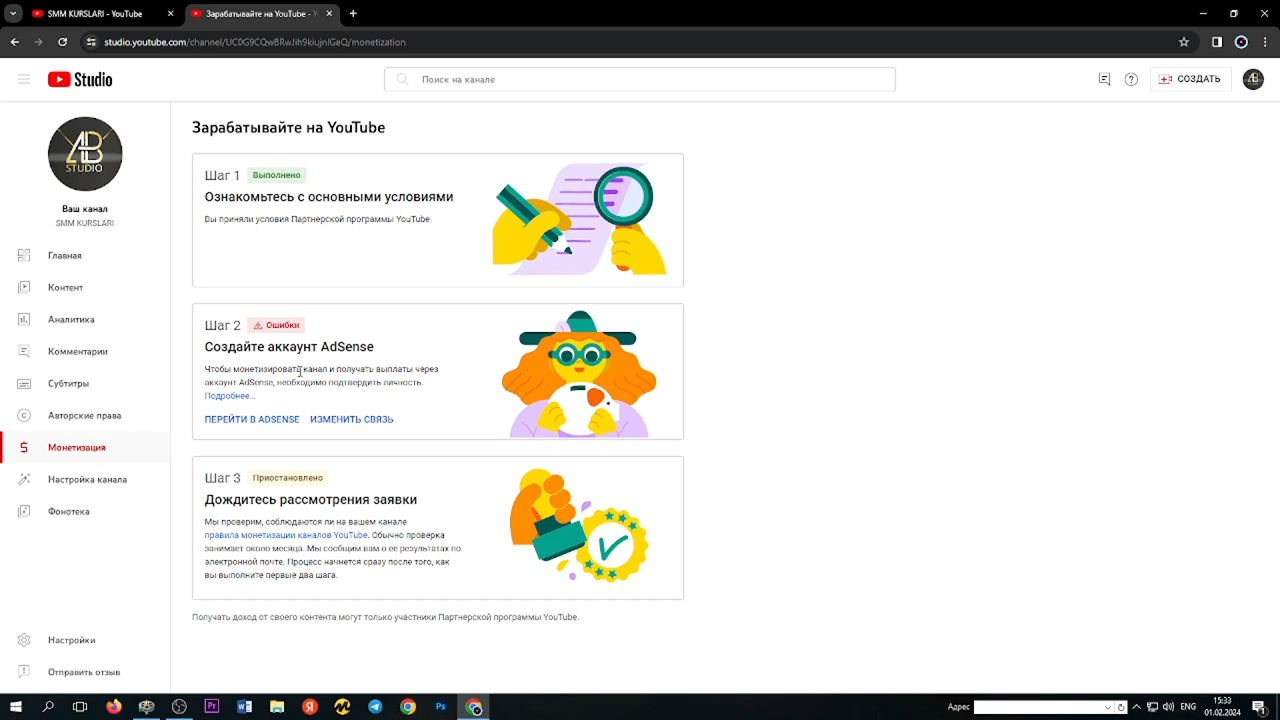 SMM KURSLARI - YouTube
Зарабатывайте на YouTube - Y
studio.youtube.com/channel/UC0G9CQwBRwJih9kiujnIGeQ/monetization
Studio
Поиск на канале
СОЗДАТЬ
AB
STUDIO
Ваш канал
SMM KURSLARI
Главная
Контент
Аналитика
Комментарии
Субтитры
Авторские права
Монетизация
Настройка канала
Фонотека
Настройки
Отправить отзыв
Зарабатывайте на YouTube
Шаг 1 Выполнено
Ознакомьтесь с основными условиями
Вы приняли условия Партнерской программы YouTube.
Шаг 2 Ошибки
Создайте аккаунт AdSense
Чтобы монетизировать канал и получать выплаты через
аккаунт AdSense, необходимо подтвердить личность.
Подробнее...
ПЕРЕЙТИ В ADSENSE ИЗМЕНИТЬ СВЯЗЬ
Шаг 3 Приостановлено
Дождитесь рассмотрения заявки
Мы проверим, соблюдаются ли на вашем канале
правила монетизации каналов YouTube. Обычно проверка
занимает около месяца. Мы сообщим вам о ее результатах по
электронной почте. Процесс начнется сразу после того, как
вы выполните первые два шага.
Получать доход от своего контента могут только участники Партнерской программы YouTube.
Адрес
ENG
15:33
01.02.2024